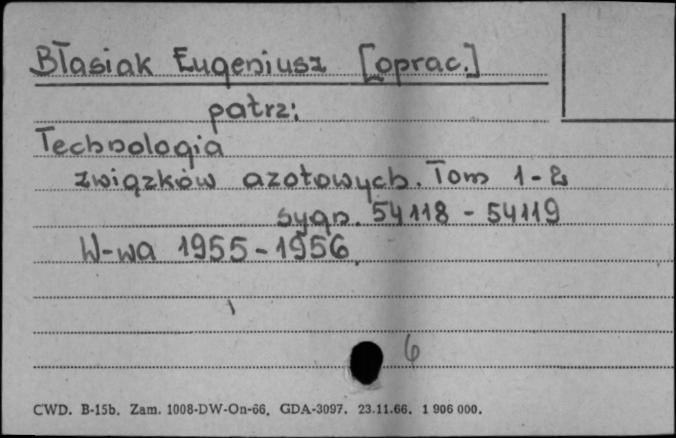 Błasiak Eugeniusz [oprac.]
patrz:
Technologia
związków azotowych. Tom 1-2
sygn. 54118 - 54119
W-wa 1955-1956.
6
CWD. B-15b. Zam. 1008-DW-On-66. GDA-3097. 23.11.66. 1 906 000.